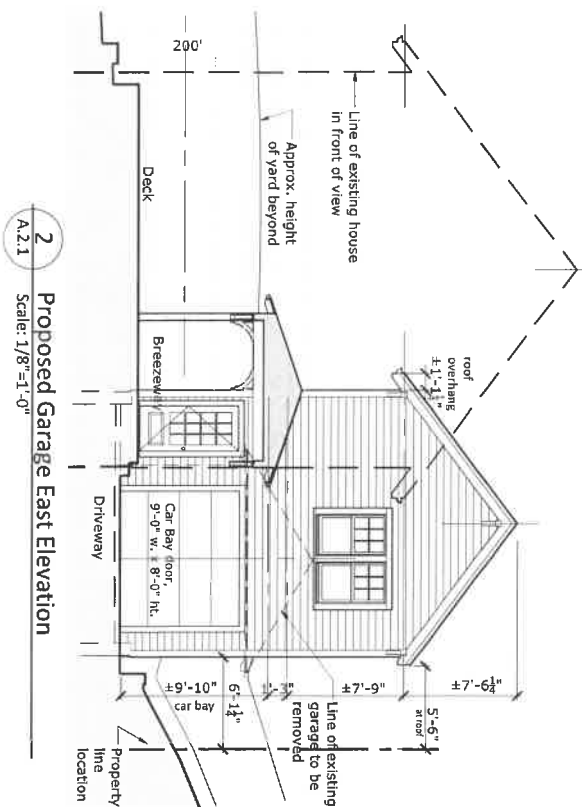 200'
Line of existing house
in front of view
Approx. height
of yard beyond
Deck
roof
overhang
±1'-1½"
Breezeway
Car Bay door,
9'-0" w. x 8'-0" ht.
Driveway
±7'-6¼"
±7'-9"
±9'-10"
car bay
5'-6"
at roof
6'-1¼"
Line of existing
garage to be
removed
Property
line
location
2
A.2.1
Proposed Garage East Elevation
Scale: 1/8"=1'-0"